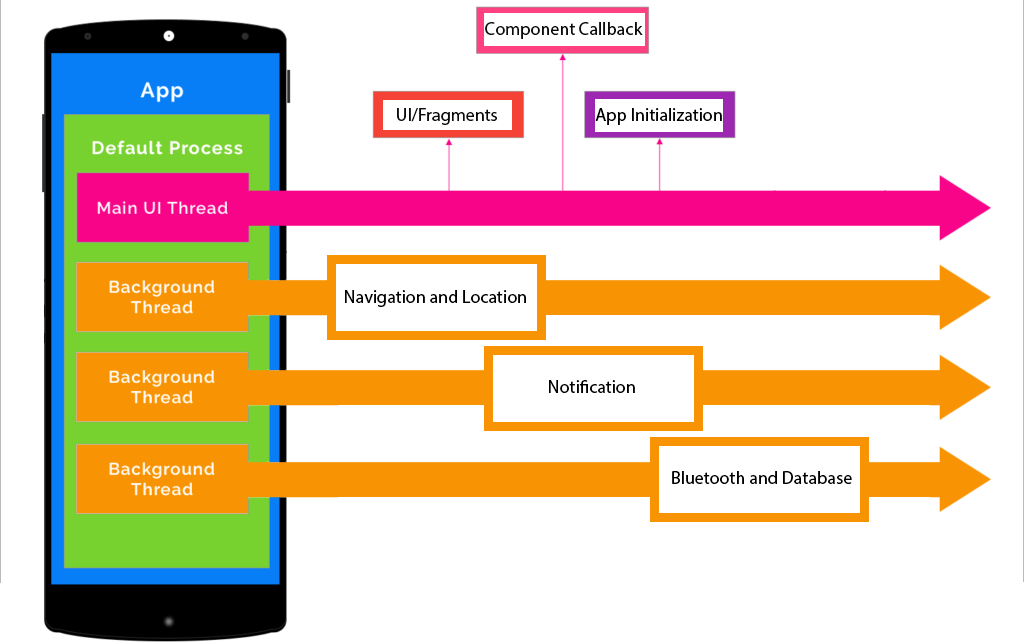 Component Callback
App
UI/Fragments
App Initialization
Default Process
Main UI Thread
Background
Thread
Navigation and Location
Background
Thread
Notification
Background
Thread
Bluetooth and Database